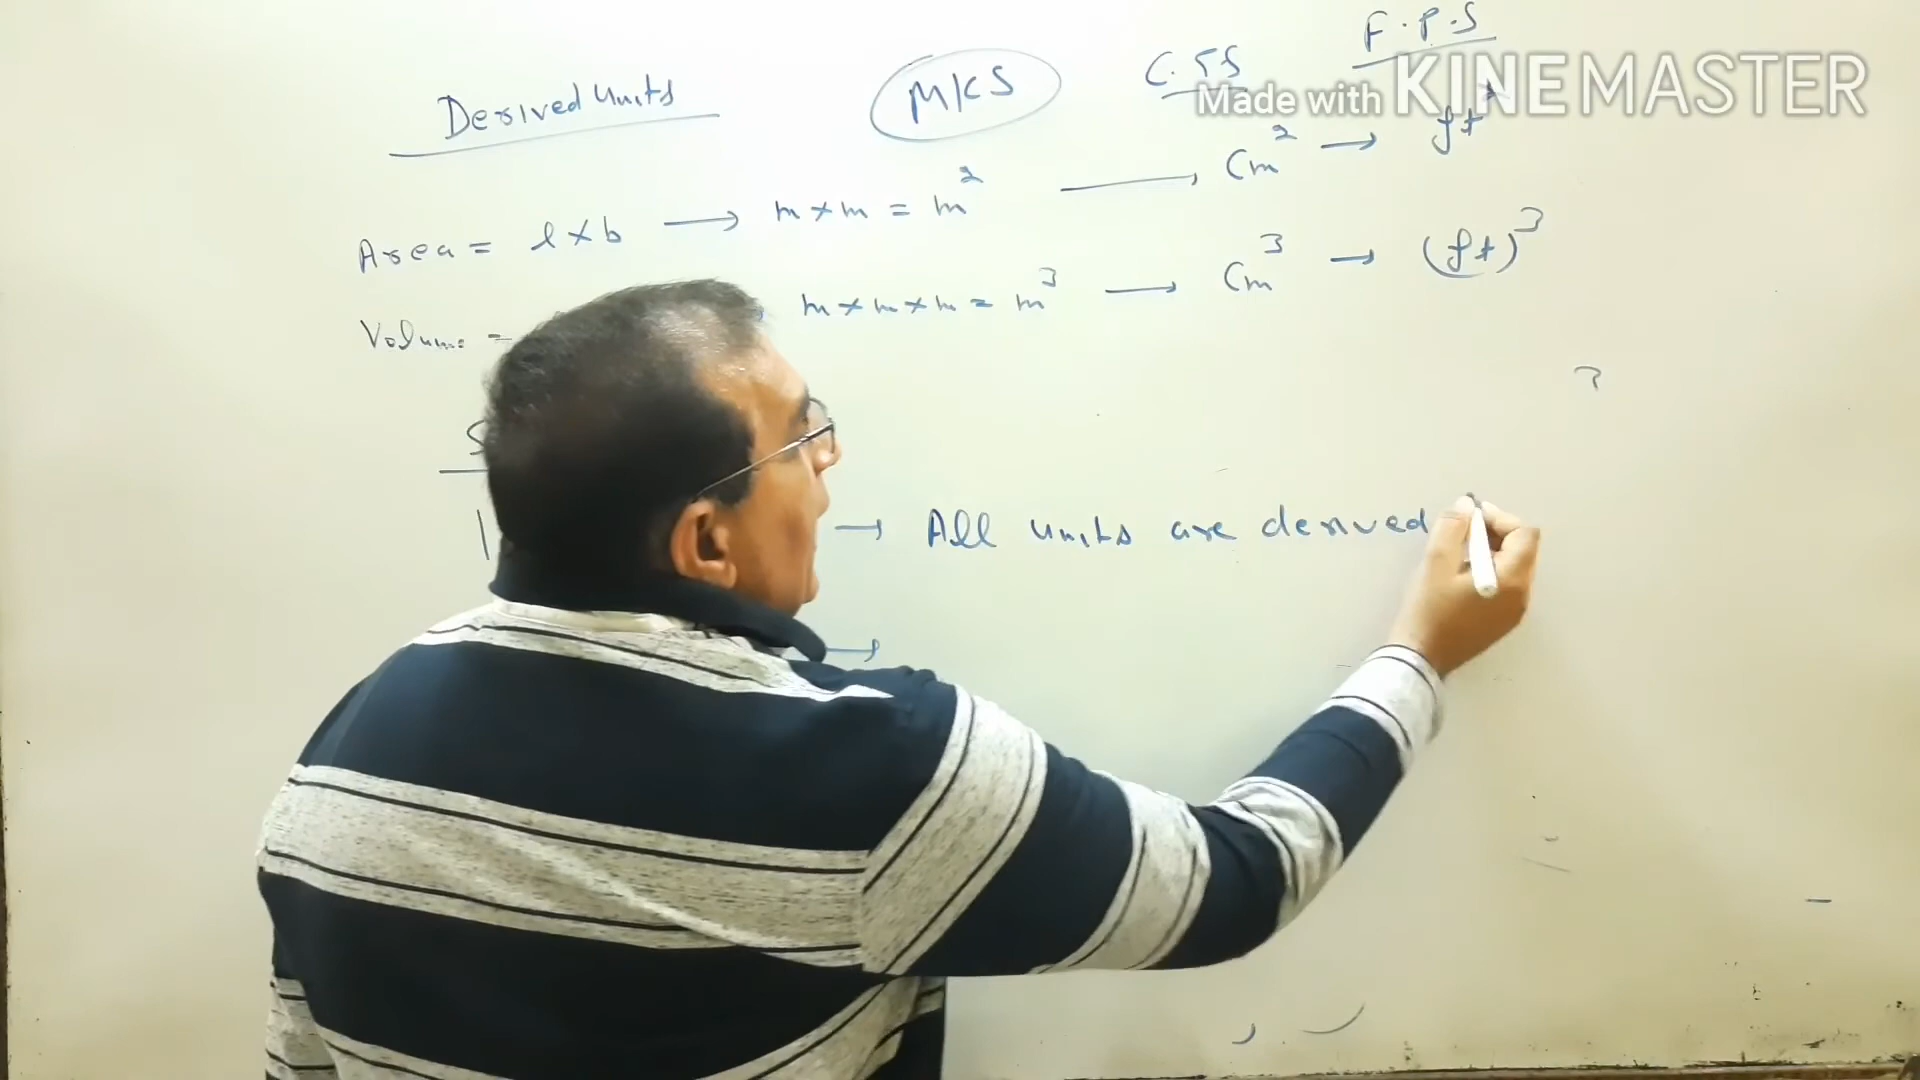 F.P.S
Derived Units MKS C.G.S
Made with KINEMASTER
Area = l × b → m × m = m² → Cm² → ft²
Volume = m × m × m = m³ → Cm³ → (ft)³
→ All units are derived
→